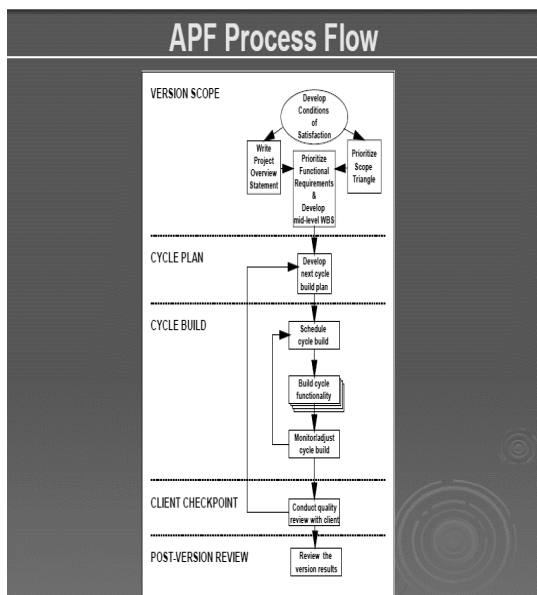 APF Process Flow
VERSION SCOPE
Develop
Conditions
of
Satisfaction
Write
Project
Overview
Statement
Prioritize
Functional
Requirements
&
Develop
mid-level WBS
Prioritize
Scope
Triangle
CYCLE PLAN
Develop
next cycle
build plan
CYCLE BUILD
Schedule
cycle build
Build cycle
functionality
Monitor/adjust
cycle build
CLIENT CHECKPOINT
Conduct quality
review with client
POST-VERSION REVIEW
Review the
version results